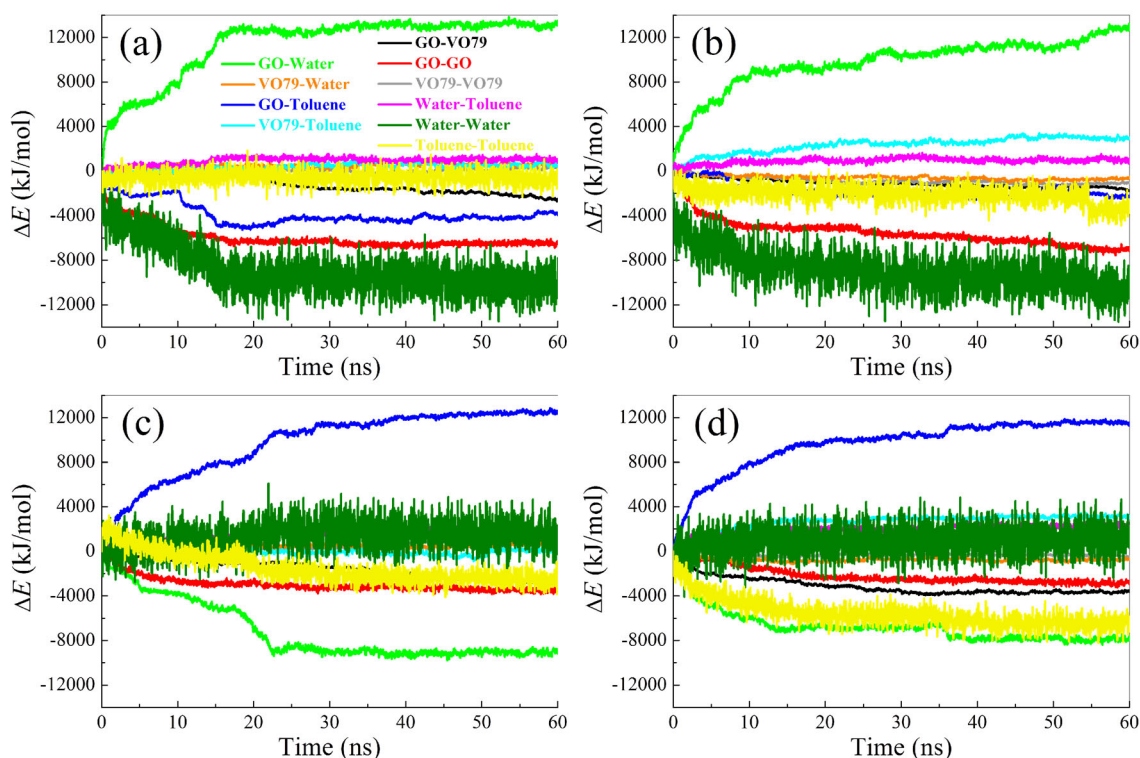 (a)
GO-VO79
GO-Water
GO-GO
VO79-Water
VO79-VO79
GO-Toluene
Water-Toluene
VO79-Toluene
Water-Water
Toluene-Toluene
12000
8000
4000
0
-4000
-8000
-12000
ΔE (kJ/mol)
0 10 20 30 40 50 60
Time (ns)
(b)
12000
8000
4000
0
-4000
-8000
-12000
ΔE (kJ/mol)
0 10 20 30 40 50 60
Time (ns)
(c)
12000
8000
4000
0
-4000
-8000
-12000
ΔE (kJ/mol)
0 10 20 30 40 50 60
Time (ns)
(d)
12000
8000
4000
0
-4000
-8000
-12000
ΔE (kJ/mol)
0 10 20 30 40 50 60
Time (ns)